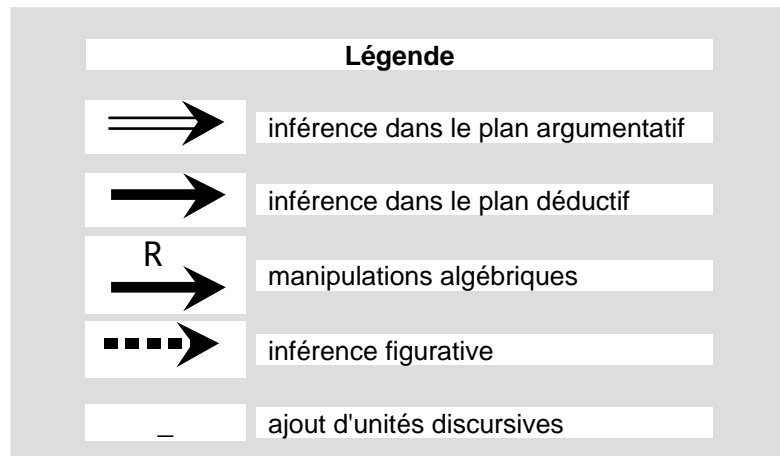 Légende
inférence dans le plan argumentatif
inférence dans le plan déductif
R
manipulations algébriques
inférence figurative
_ ajout d'unités discursives